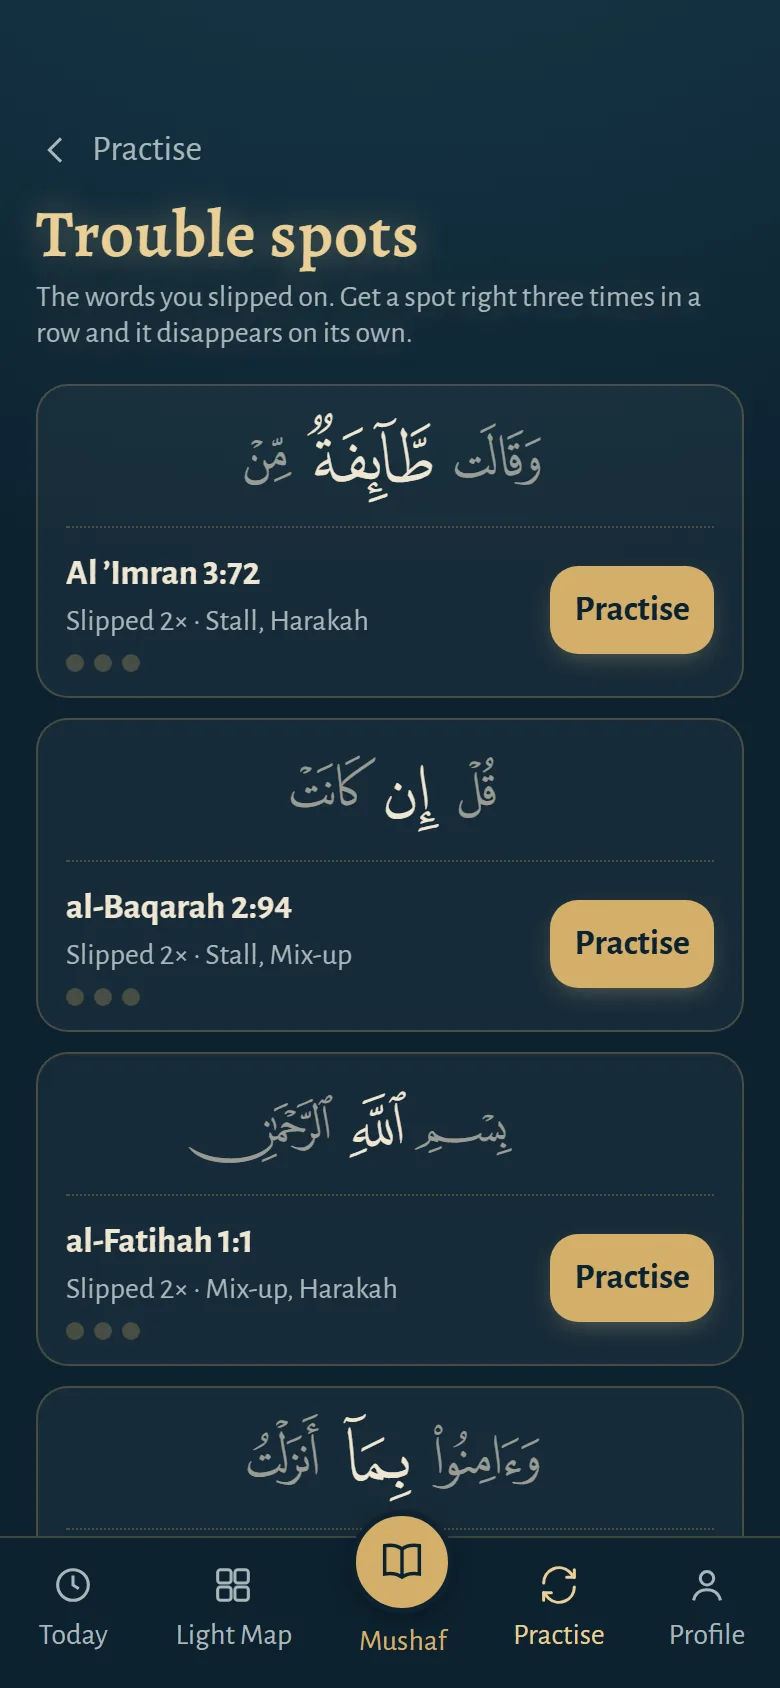 Practise
Trouble spots
The words you slipped on. Get a spot right three times in a
row and it disappears on its own.
وَقَالَت طَّآئِفَةٌ مِّنْ
Al ’Imran 3:72
Slipped 2× · Stall, Harakah
Practise
قُلْ إِن كَانَتْ
al-Baqarah 2:94
Slipped 2× · Stall, Mix-up
Practise
بِسْمِ ٱللَّهِ ٱلرَّحْمَٰنِ
al-Fatihah 1:1
Slipped 2× · Mix-up, Harakah
Practise
وَءَامِنُوا۟ بِمَآ أَنزَلْتُ
Today
Light Map
Mushaf
Practise
Profile